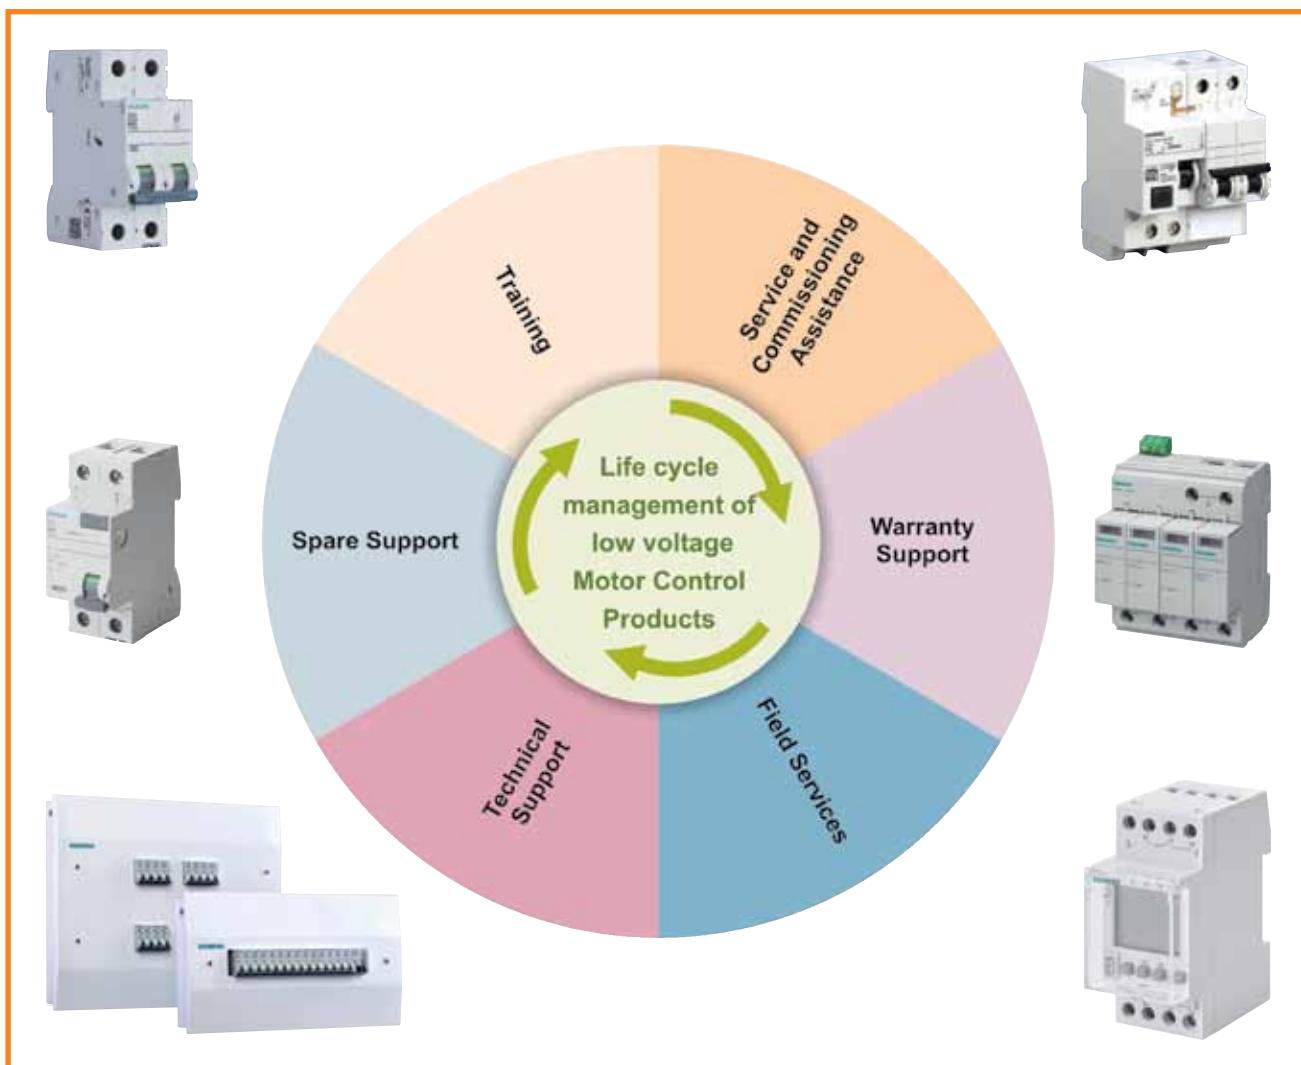 Training
Service and
Commissioning
Assistance
Spare Support
Life cycle
management of
low voltage
Motor Control
Products
Warranty
Support
Technical
Support
Field Services